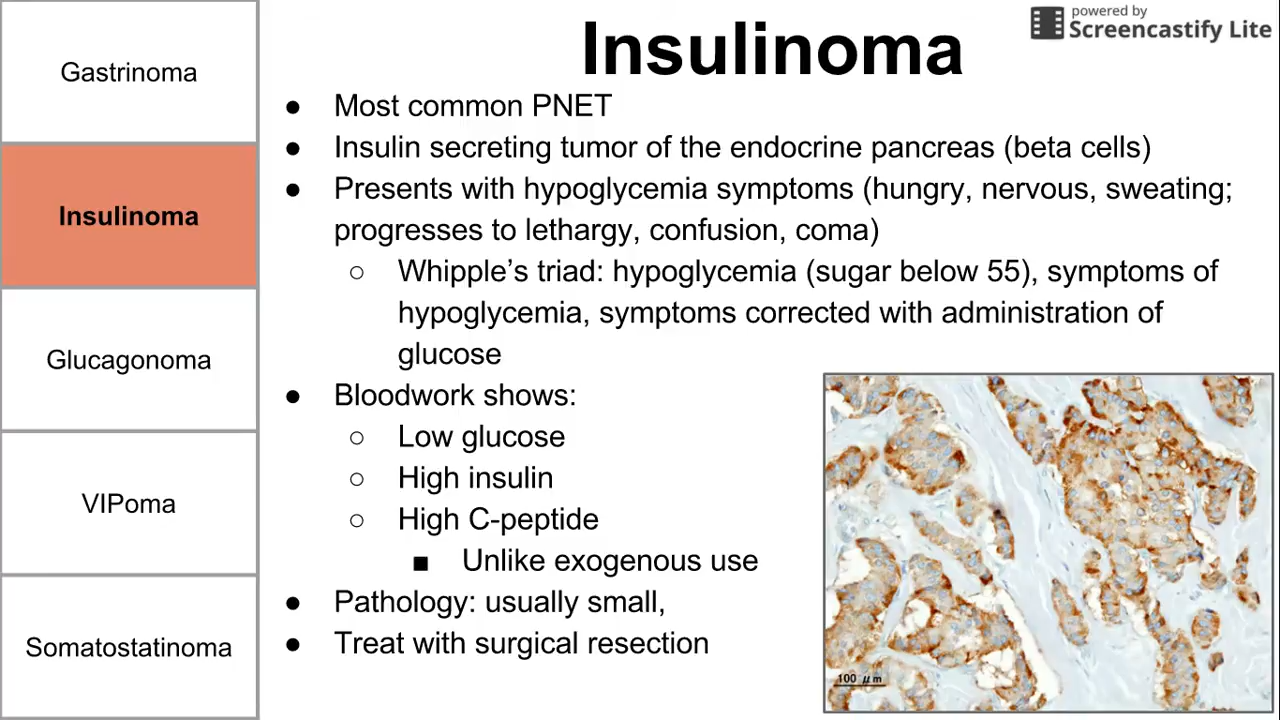 powered by
Screencastify Lite
Gastrinoma
Insulinoma
Glucagonoma
VIPoma
Somatostatinoma
Insulinoma
● Most common PNET
● Insulin secreting tumor of the endocrine pancreas (beta cells)
● Presents with hypoglycemia symptoms (hungry, nervous, sweating;
progresses to lethargy, confusion, coma)
○ Whipple’s triad: hypoglycemia (sugar below 55), symptoms of
hypoglycemia, symptoms corrected with administration of
glucose
● Bloodwork shows:
○ Low glucose
○ High insulin
○ High C-peptide
■ Unlike exogenous use
● Pathology: usually small,
● Treat with surgical resection
100 μm